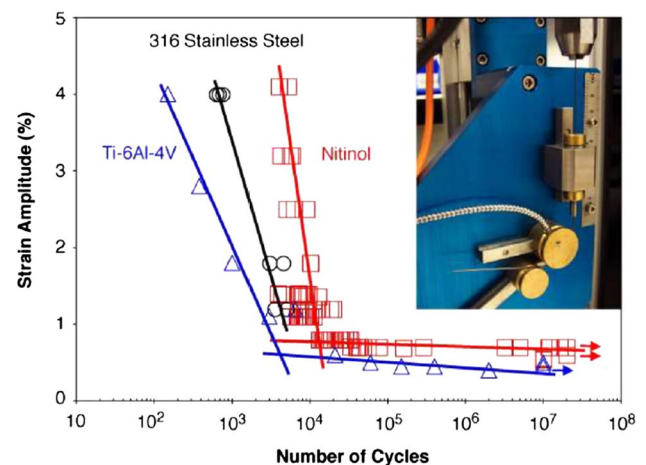 5
316 Stainless Steel
4
Ti-6Al-4V
Nitinol
3
2
1
0
Strain Amplitude (%)
10 10² 10³ 10⁴ 10⁵ 10⁶ 10⁷ 10⁸
Number of Cycles